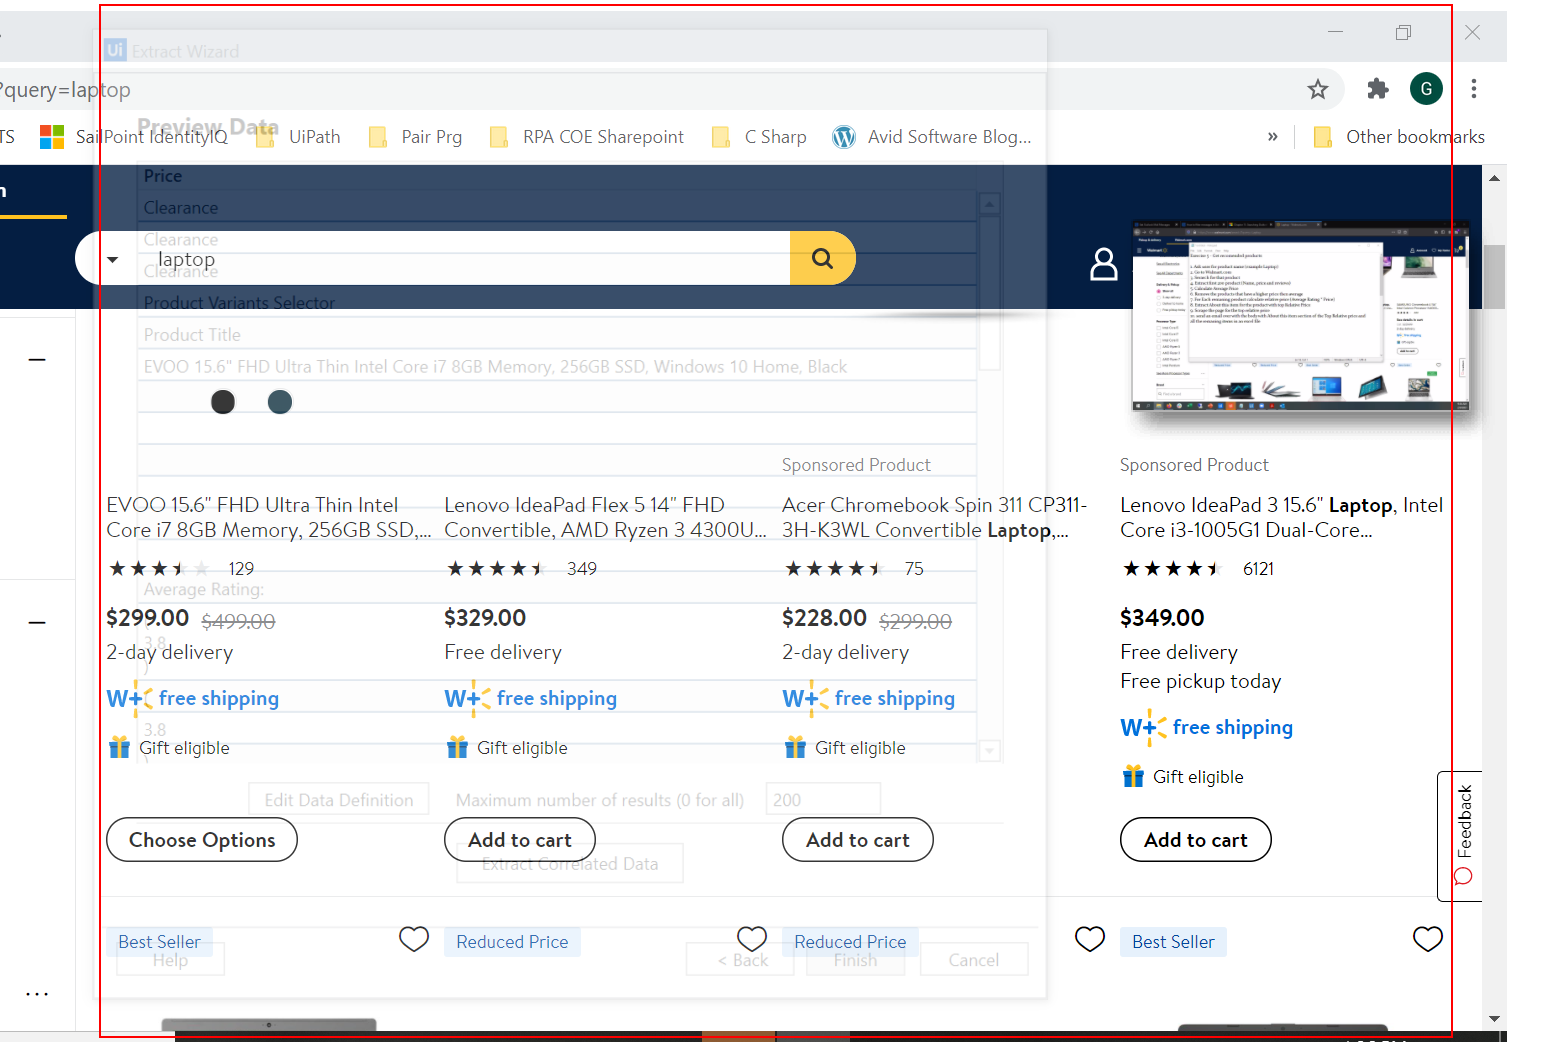 Ui Extract Wizard
?query=laptop
G
TS
SailPoint IdentityIQ
UiPath
Pair Prg
RPA COE Sharepoint
C Sharp
Avid Software Blog...
»
Other bookmarks
Preview Data
Price
Clearance
Clearance
laptop
Clearance
Product Variants Selector
Product Title
EVOO 15.6" FHD Ultra Thin Intel Core i7 8GB Memory, 256GB SSD, Windows 10 Home, Black
Sponsored Product
Sponsored Product
EVOO 15.6" FHD Ultra Thin Intel
Core i7 8GB Memory, 256GB SSD,...
Lenovo IdeaPad Flex 5 14" FHD
Convertible, AMD Ryzen 3 4300U...
Acer Chromebook Spin 311 CP311-
3H-K3WL Convertible Laptop,...
Lenovo IdeaPad 3 15.6" Laptop, Intel
Core i3-1005G1 Dual-Core...
129
349
75
6121
Average Rating:
$299.00 $499.00
$329.00
$228.00 $299.00
$349.00
3.8
)
2-day delivery
Free delivery
2-day delivery
Free delivery
Free pickup today
W+ free shipping
W+ free shipping
W+ free shipping
W+ free shipping
3.8
)
Gift eligible
Gift eligible
Gift eligible
Gift eligible
Edit Data Definition
Maximum number of results (0 for all)
200
Choose Options
Add to cart
Add to cart
Add to cart
Feedback
Extract Correlated Data
Best Seller
Reduced Price
Reduced Price
Best Seller
Help
< Back
Finish
Cancel
...